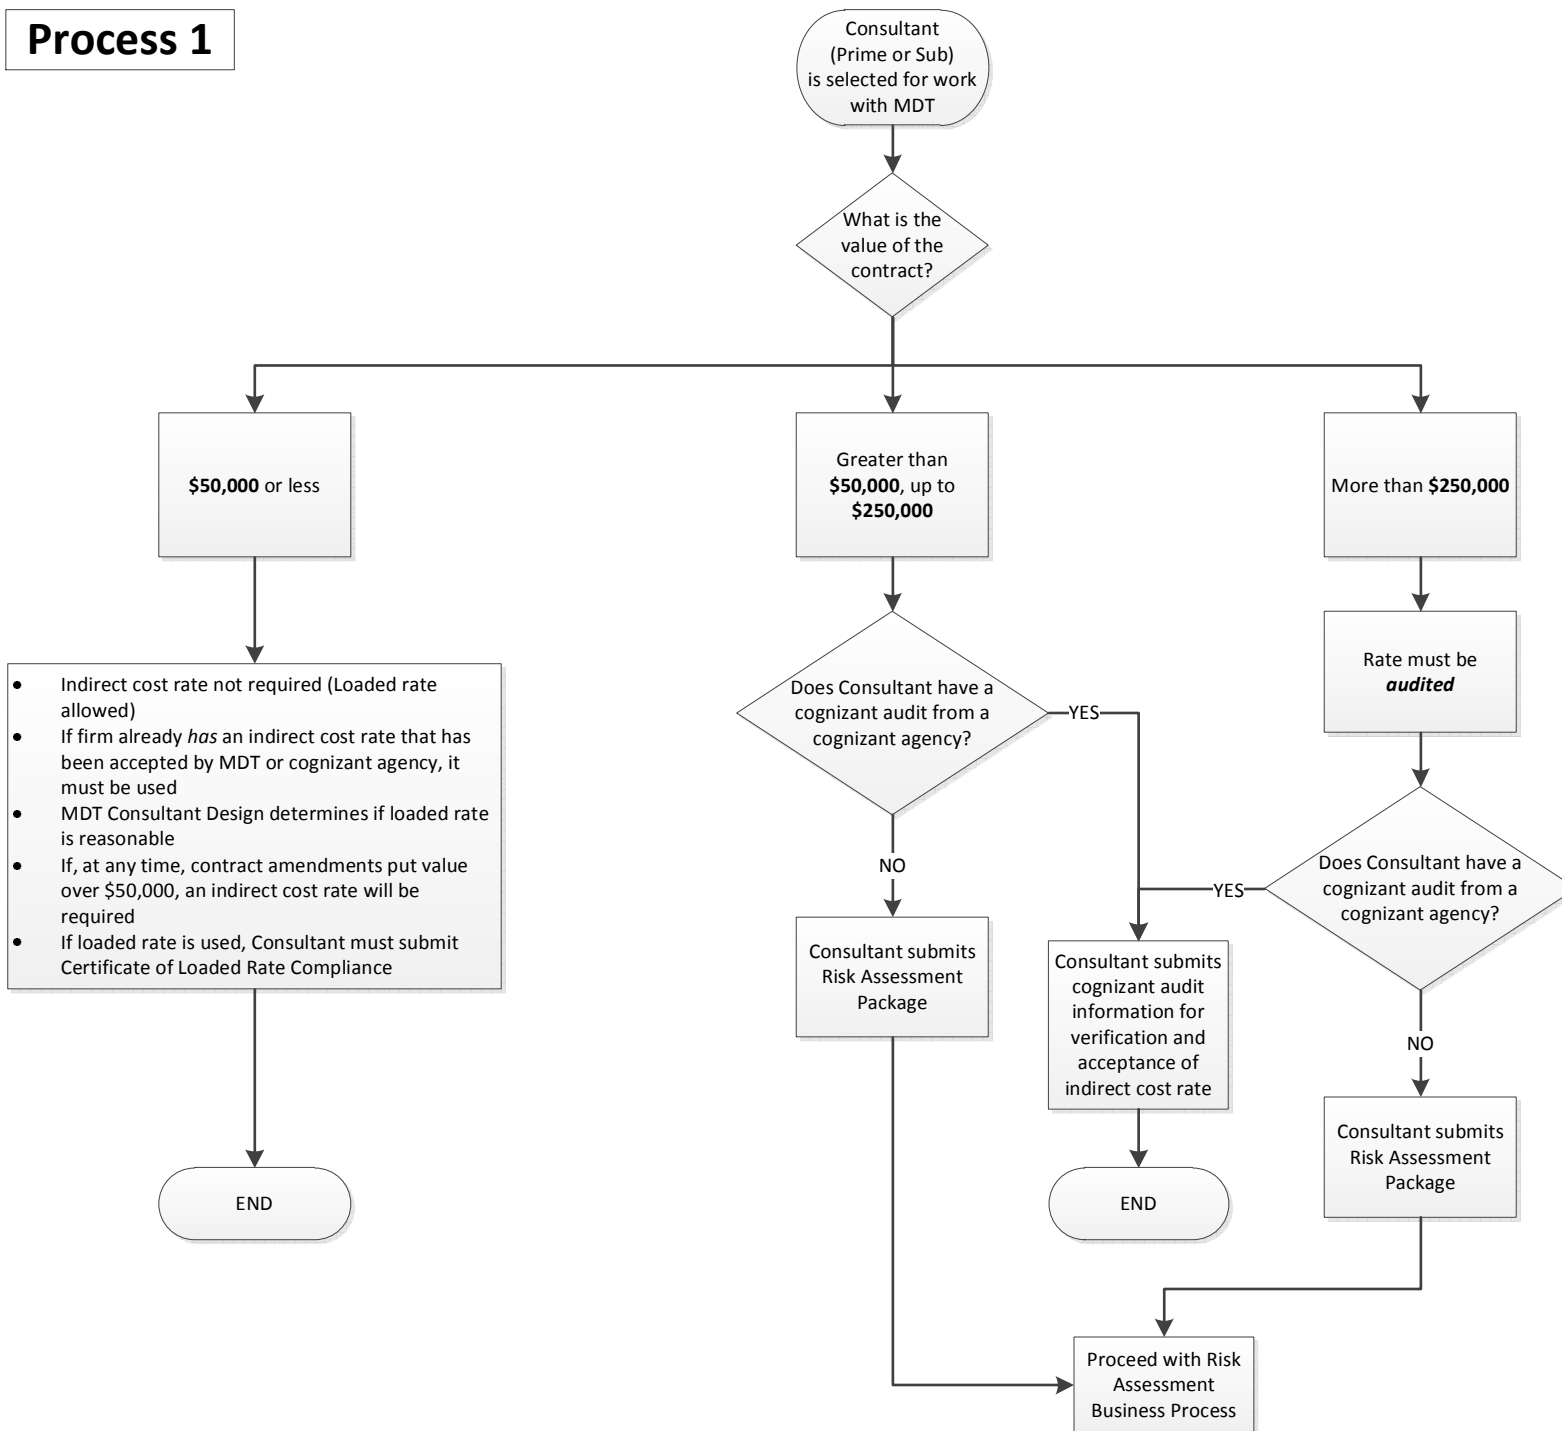 Process 1
Consultant
(Prime or Sub)
is selected for work
with MDT
What is the
value of the
contract?
$50,000 or less
Greater than
$50,000, up to
$250,000
More than $250,000
Rate must be
audited
• Indirect cost rate not required (Loaded rate
allowed)
• If firm already has an indirect cost rate that has
been accepted by MDT or cognizant agency, it
must be used
• MDT Consultant Design determines if loaded rate
is reasonable
• If, at any time, contract amendments put value
over $50,000, an indirect cost rate will be
required
• If loaded rate is used, Consultant must submit
Certificate of Loaded Rate Compliance
Does Consultant have a
cognizant audit from a
cognizant agency?
YES
NO
Does Consultant have a
cognizant audit from a
cognizant agency?
YES
NO
Consultant submits
Risk Assessment
Package
Consultant submits
cognizant audit
information for
verification and
acceptance of
indirect cost rate
Consultant submits
Risk Assessment
Package
END
END
Proceed with Risk
Assessment
Business Process